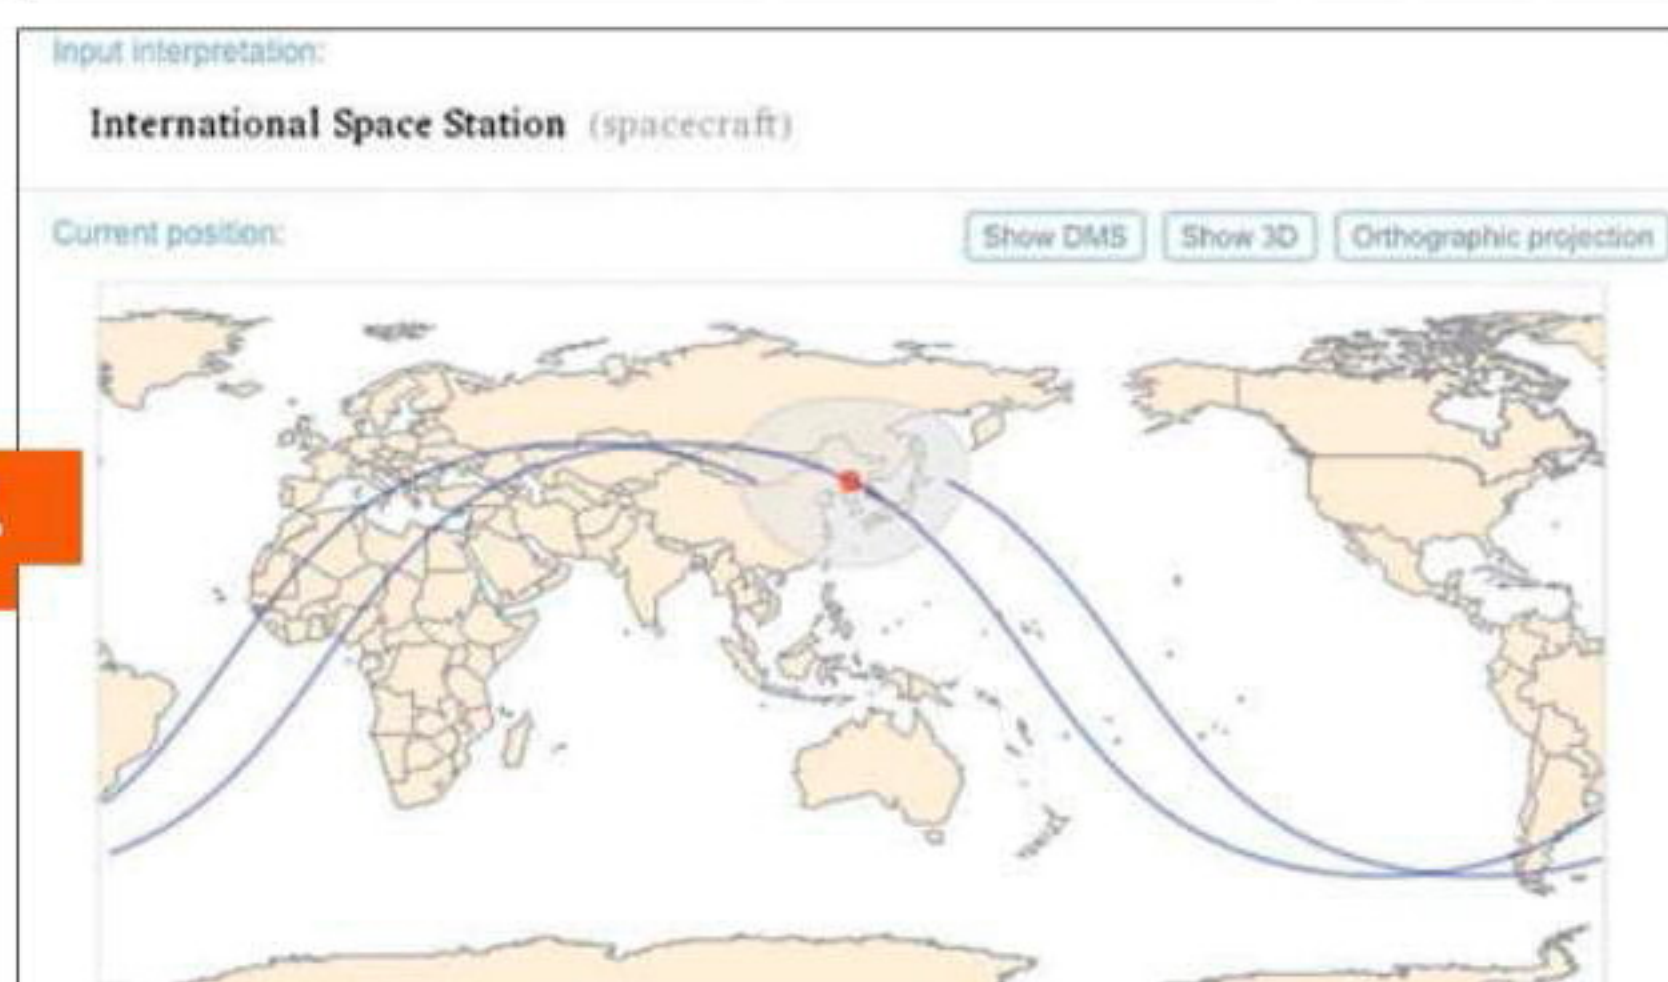 Input interpretation:
International Space Station (spacecraft)
Current position:
Show DMS
Show 3D
Orthographic projection